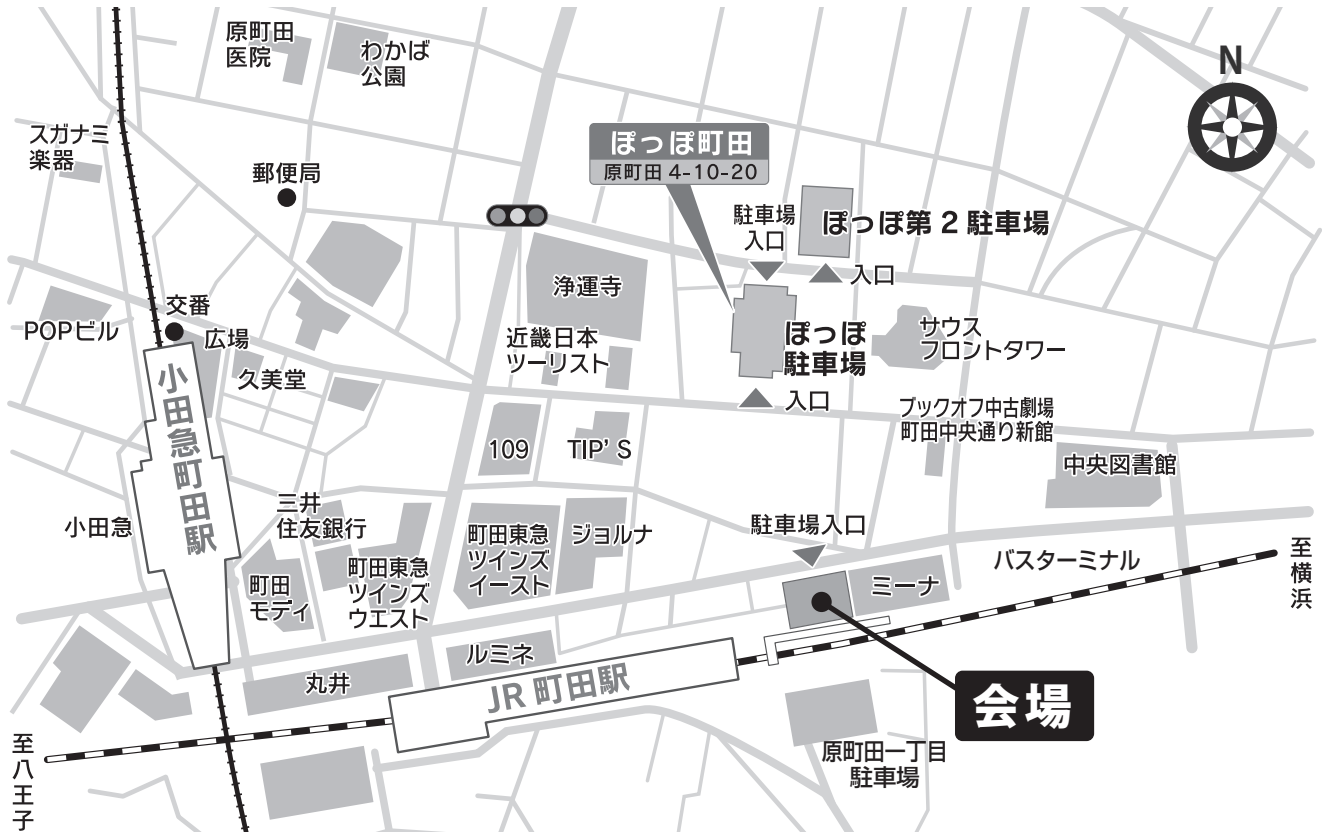 原町田
医院
わかば
公園
N
スガナミ
楽器
郵便局
ぽっぽ町田
原町田 4-10-20
駐車場
入口
ぽっぽ第 2 駐車場
入口
浄運寺
交番
POPビル
広場
近畿日本
ツーリスト
ぽっぽ
駐車場
サウス
フロントタワー
久美堂
入口
小田急町田駅
ブックオフ中古劇場
町田中央通り新館
109
TIP’S
中央図書館
小田急
三井
住友銀行
町田東急
ツインズ
イースト
ジョルナ
駐車場入口
バスターミナル
至横浜
町田
モディ
町田東急
ツインズ
ウエスト
ミーナ
ルミネ
丸井
JR 町田駅
会場
至八王子
原町田一丁目
駐車場